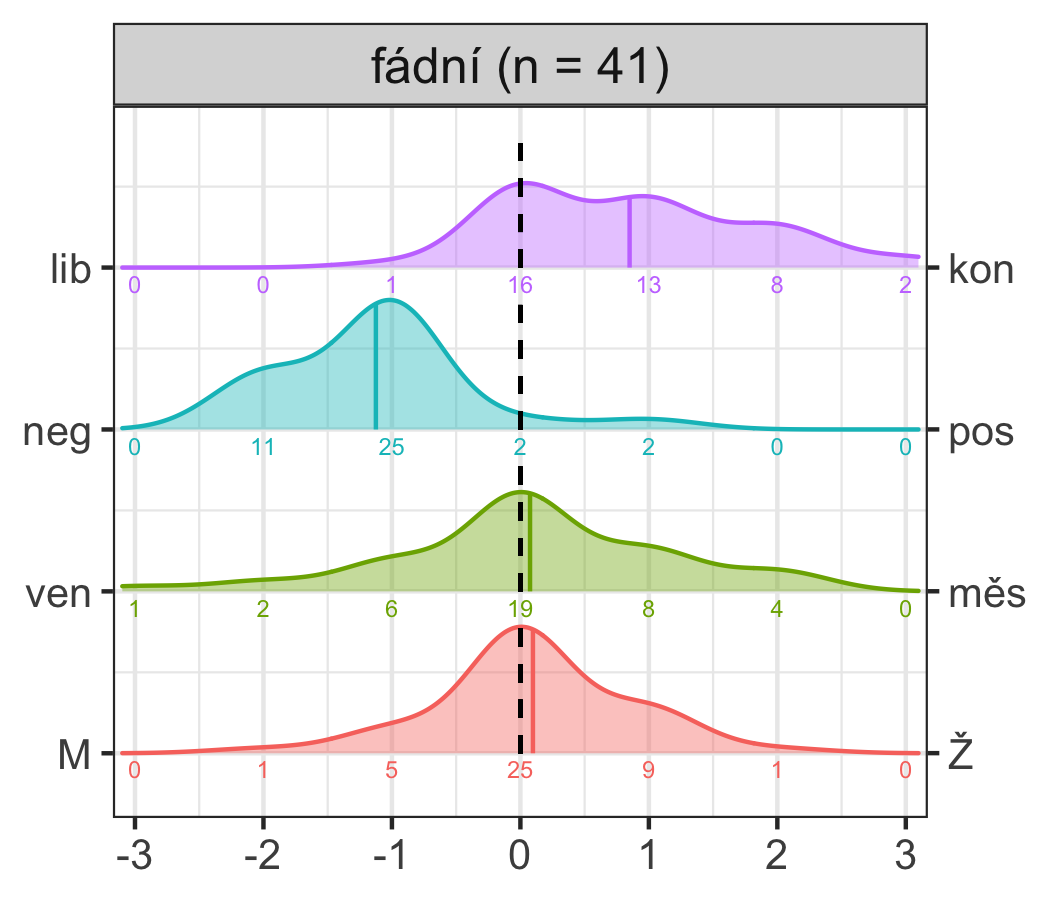 fádní (n = 41)
lib kon
0 0 1 16 13 8 2
neg pos
0 11 25 2 2 0 0
ven měs
1 2 6 19 8 4 0
M Ž
0 1 5 25 9 1 0
-3 -2 -1 0 1 2 3